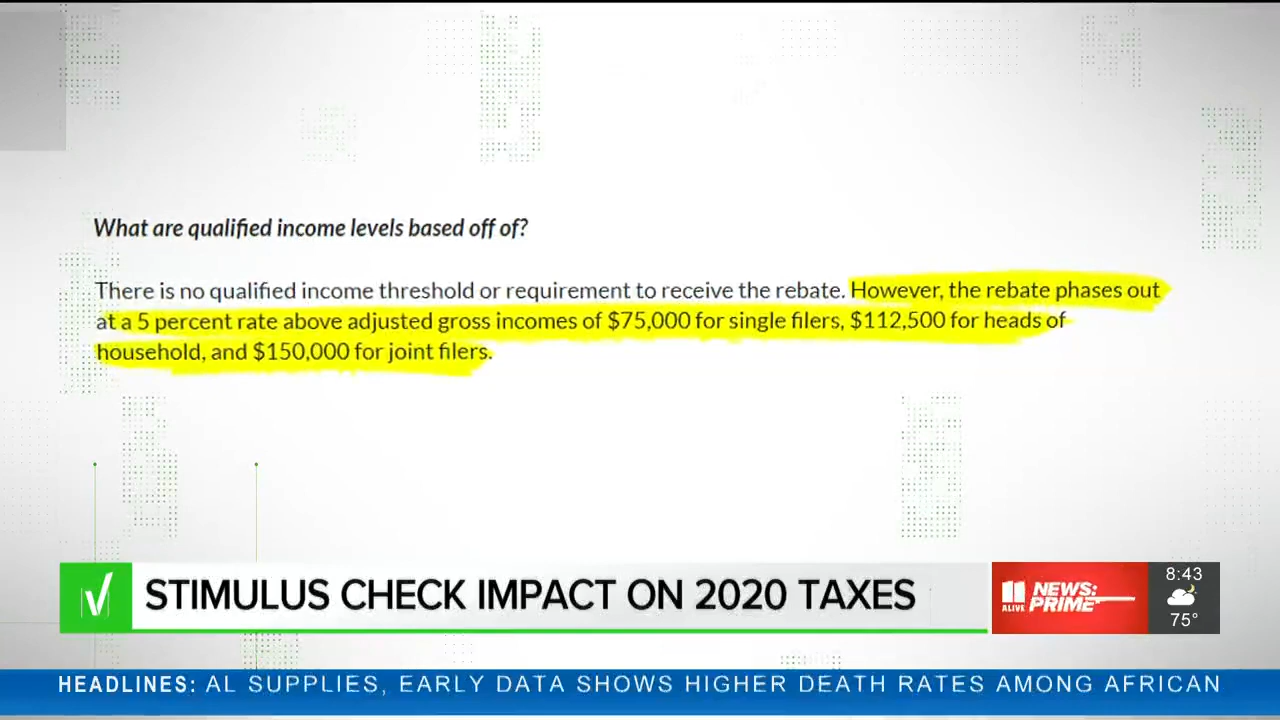 What are qualified income levels based off of?
There is no qualified income threshold or requirement to receive the rebate. However, the rebate phases out
at a 5 percent rate above adjusted gross incomes of $75,000 for single filers, $112,500 for heads of
household, and $150,000 for joint filers.
STIMULUS CHECK IMPACT ON 2020 TAXES
11 ALIVE NEWS: PRIME
8:43
75°
HEADLINES: AL SUPPLIES, EARLY DATA SHOWS HIGHER DEATH RATES AMONG AFRICAN